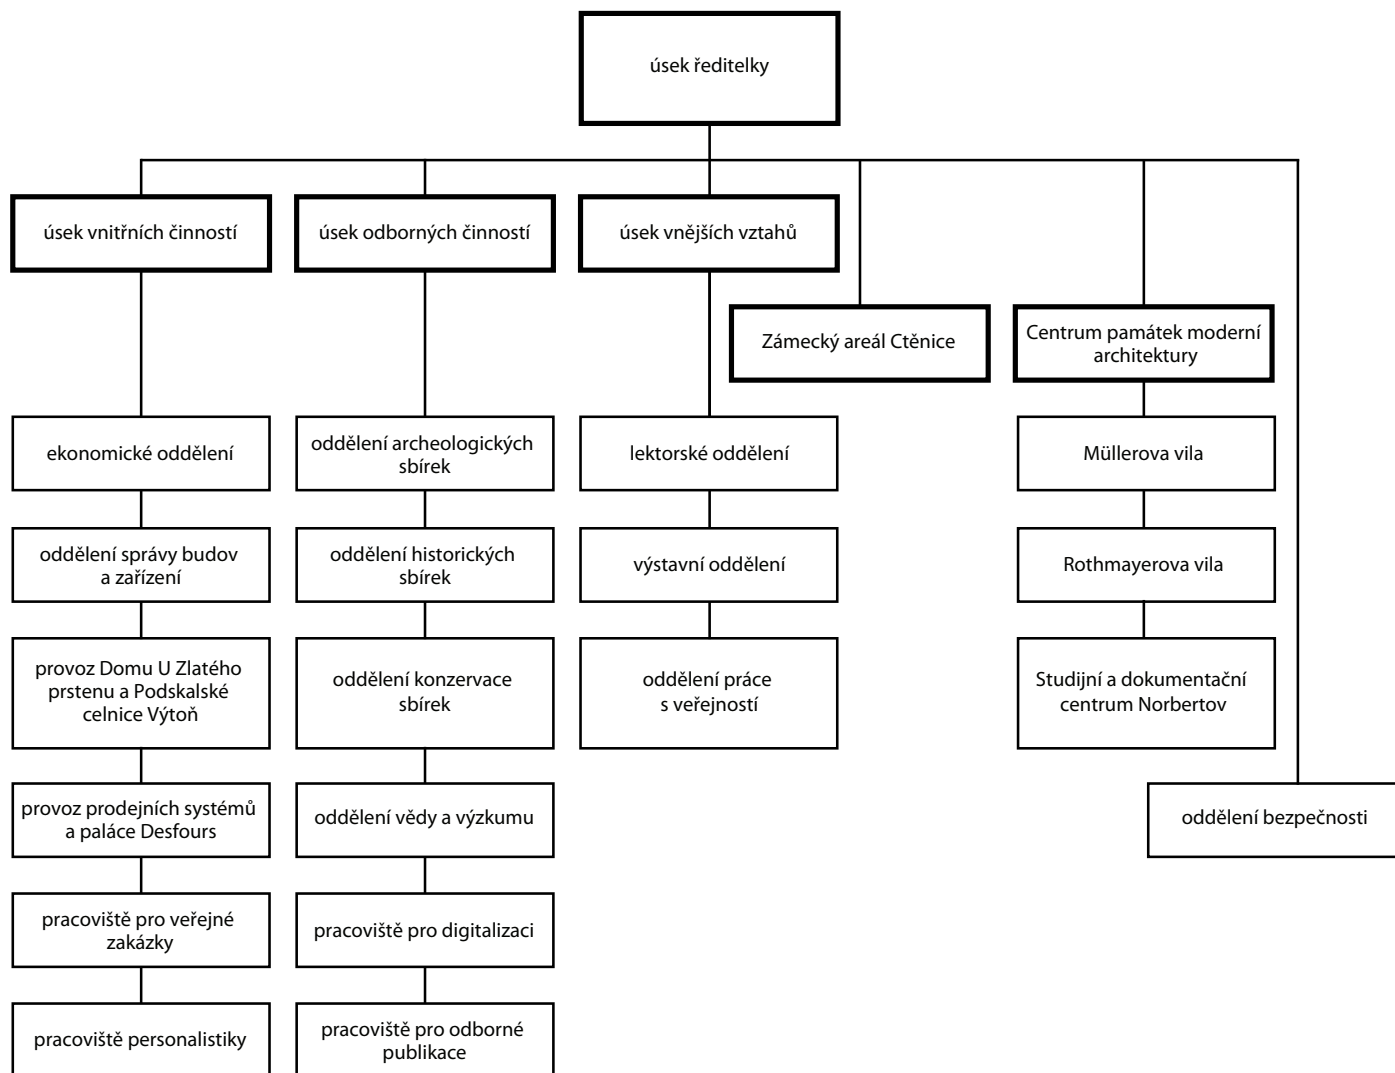 úsek ředitelky
úsek vnitřních činností
úsek odborných činností
úsek vnějších vztahů
Zámecký areál Ctěnice
Centrum památek moderní
architektury
ekonomické oddělení
oddělení archeologických
sbírek
lektorské oddělení
Müllerova vila
oddělení správy budov
a zařízení
oddělení historických
sbírek
výstavní oddělení
Rothmayerova vila
provoz Domu U Zlatého
prstenu a Podskalské
celnice Výtoň
oddělení konzervace
sbírek
oddělení práce
s veřejností
Studijní a dokumentační
centrum Norbertov
provoz prodejních systémů
a paláce Desfours
oddělení vědy a výzkumu
oddělení bezpečnosti
pracoviště pro veřejné
zakázky
pracoviště pro digitalizaci
pracoviště personalistiky
pracoviště pro odborné
publikace